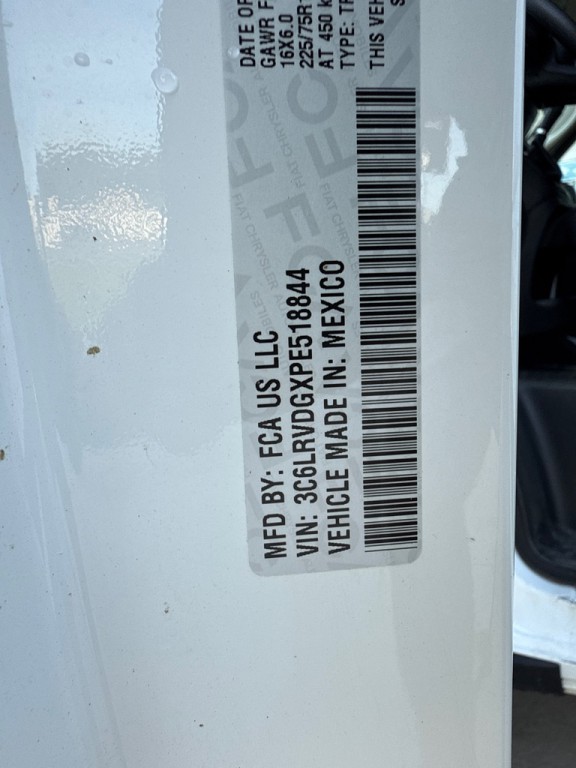 MFD BY: FCA US LLC
VIN: 3C6LRVDGXPE518844
VEHICLE MADE IN: MEXICO
DATE OF
GAWR F
16X6.0
225/75R1
AT 450 k
TYPE: TR
THIS VEH
S